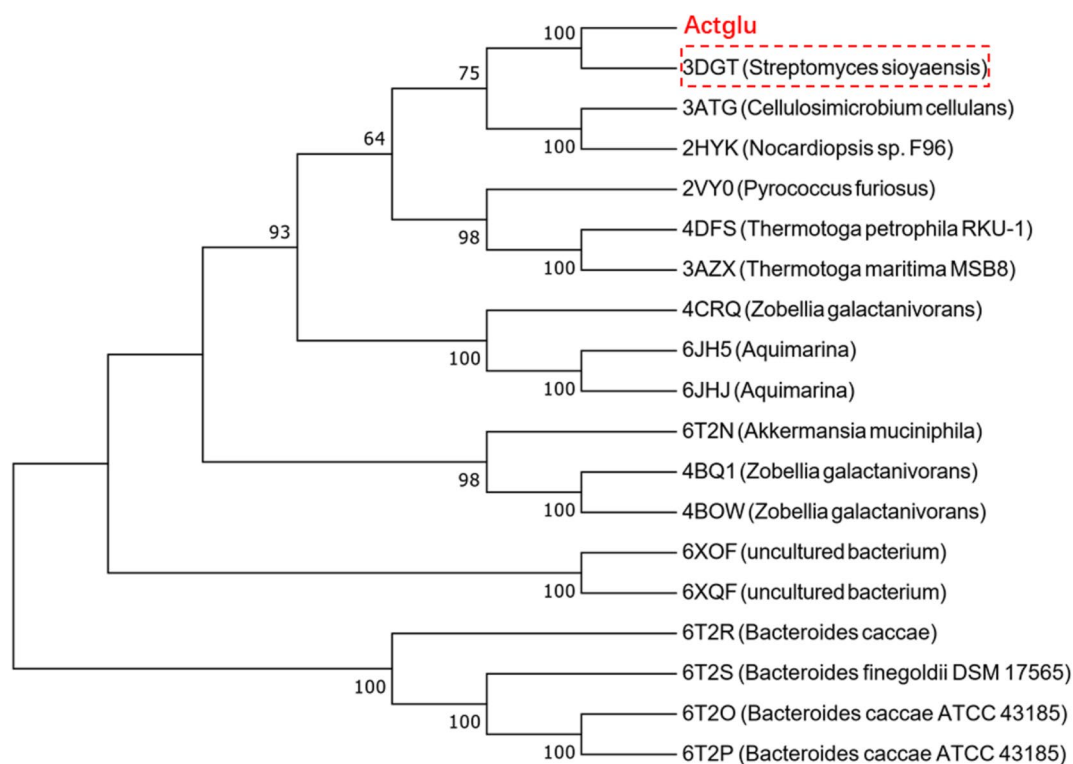 Actglu
100
3DGT (Streptomyces sioyaensis)
75
3ATG (Cellulosimicrobium cellulans)
64
100
2HYK (Nocardiopsis sp. F96)
2VY0 (Pyrococcus furiosus)
93
98
4DFS (Thermotoga petrophila RKU-1)
100
3AZX (Thermotoga maritima MSB8)
4CRQ (Zobellia galactanivorans)
100
6JH5 (Aquimarina)
100
6JHJ (Aquimarina)
6T2N (Akkermansia muciniphila)
98
4BQ1 (Zobellia galactanivorans)
100
4BOW (Zobellia galactanivorans)
6XOF (uncultured bacterium)
100
6XQF (uncultured bacterium)
6T2R (Bacteroides caccae)
100
6T2S (Bacteroides finegoldii DSM 17565)
100
6T2O (Bacteroides caccae ATCC 43185)
100
6T2P (Bacteroides caccae ATCC 43185)